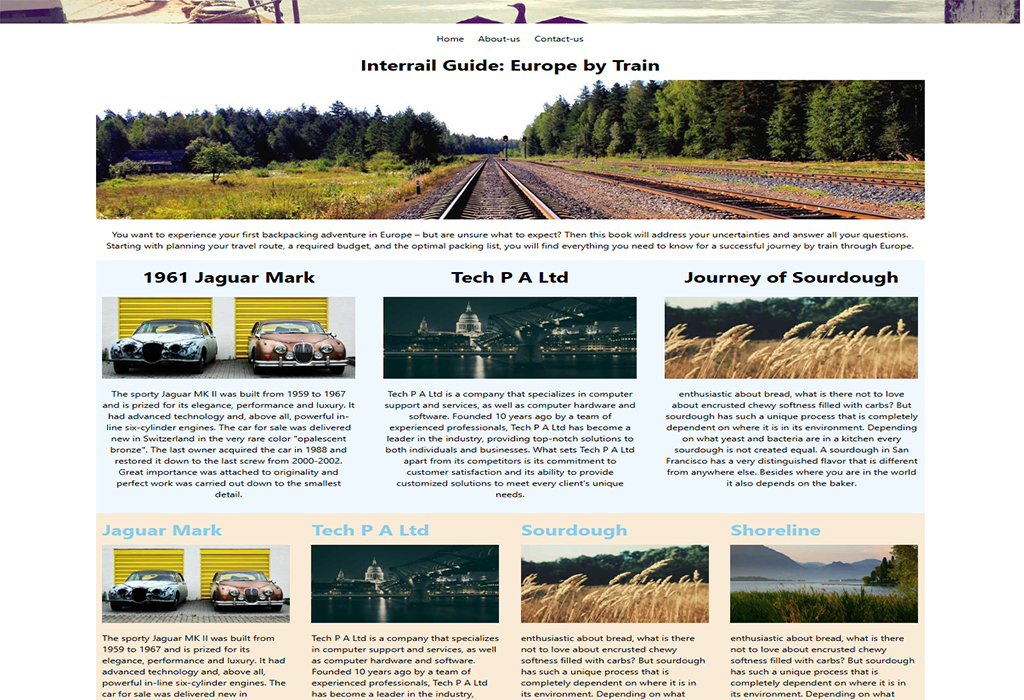 Home About-us Contact-us
Interrail Guide: Europe by Train
You want to experience your first backpacking adventure in Europe – but are unsure what to expect? Then this book will address your uncertainties and answer all your questions.
Starting with planning your travel route, a required budget, and the optimal packing list, you will find everything you need to know for a successful journey by train through Europe.
1961 Jaguar Mark
The sporty Jaguar MK II was built from 1959 to 1967
and is prized for its elegance, performance and luxury. It
had advanced technology and, above all, powerful in-
line six-cylinder engines. The car for sale was delivered
new in Switzerland in the very rare color "opalescent
bronze". The last owner acquired the car in 1988 and
restored it down to the last screw from 2000-2002.
Great importance was attached to originality and
perfect work was carried out down to the smallest
detail.
Tech P A Ltd
Tech P A Ltd is a company that specializes in computer
support and services, as well as computer hardware and
software. Founded 10 years ago by a team of
experienced professionals, Tech P A Ltd has become a
leader in the industry, providing top-notch solutions to
both individuals and businesses. What sets Tech P A Ltd
apart from its competitors is its commitment to
customer satisfaction and its ability to provide
customized solutions to meet every client's unique
needs.
Journey of Sourdough
enthusiastic about bread, what is there not to love
about encrusted chewy softness filled with carbs? But
sourdough has such a unique process that is completely
dependent on where it is in its environment. Depending
on what yeast and bacteria are in a kitchen every
sourdough is not created equal. A sourdough in San
Francisco has a very distinguished flavor that is different
from anywhere else. Besides where you are in the world
it also depends on the baker.
Jaguar Mark
The sporty Jaguar MK II was built from
1959 to 1967 and is prized for its
elegance, performance and luxury. It had
advanced technology and, above all,
powerful in-line six-cylinder engines. The
car for sale was delivered new in
Tech P A Ltd
Tech P A Ltd is a company that specializes
in computer support and services, as well
as computer hardware and software.
Founded 10 years ago by a team of
experienced professionals, Tech P A Ltd
has become a leader in the industry,
Sourdough
enthusiastic about bread, what is there
not to love about encrusted chewy
softness filled with carbs? But sourdough
has such a unique process that is
completely dependent on where it is in
its environment. Depending on what
Shoreline
enthusiastic about bread, what is there
not to love about encrusted chewy
softness filled with carbs? But sourdough
has such a unique process that is
completely dependent on where it is in
its environment. Depending on what